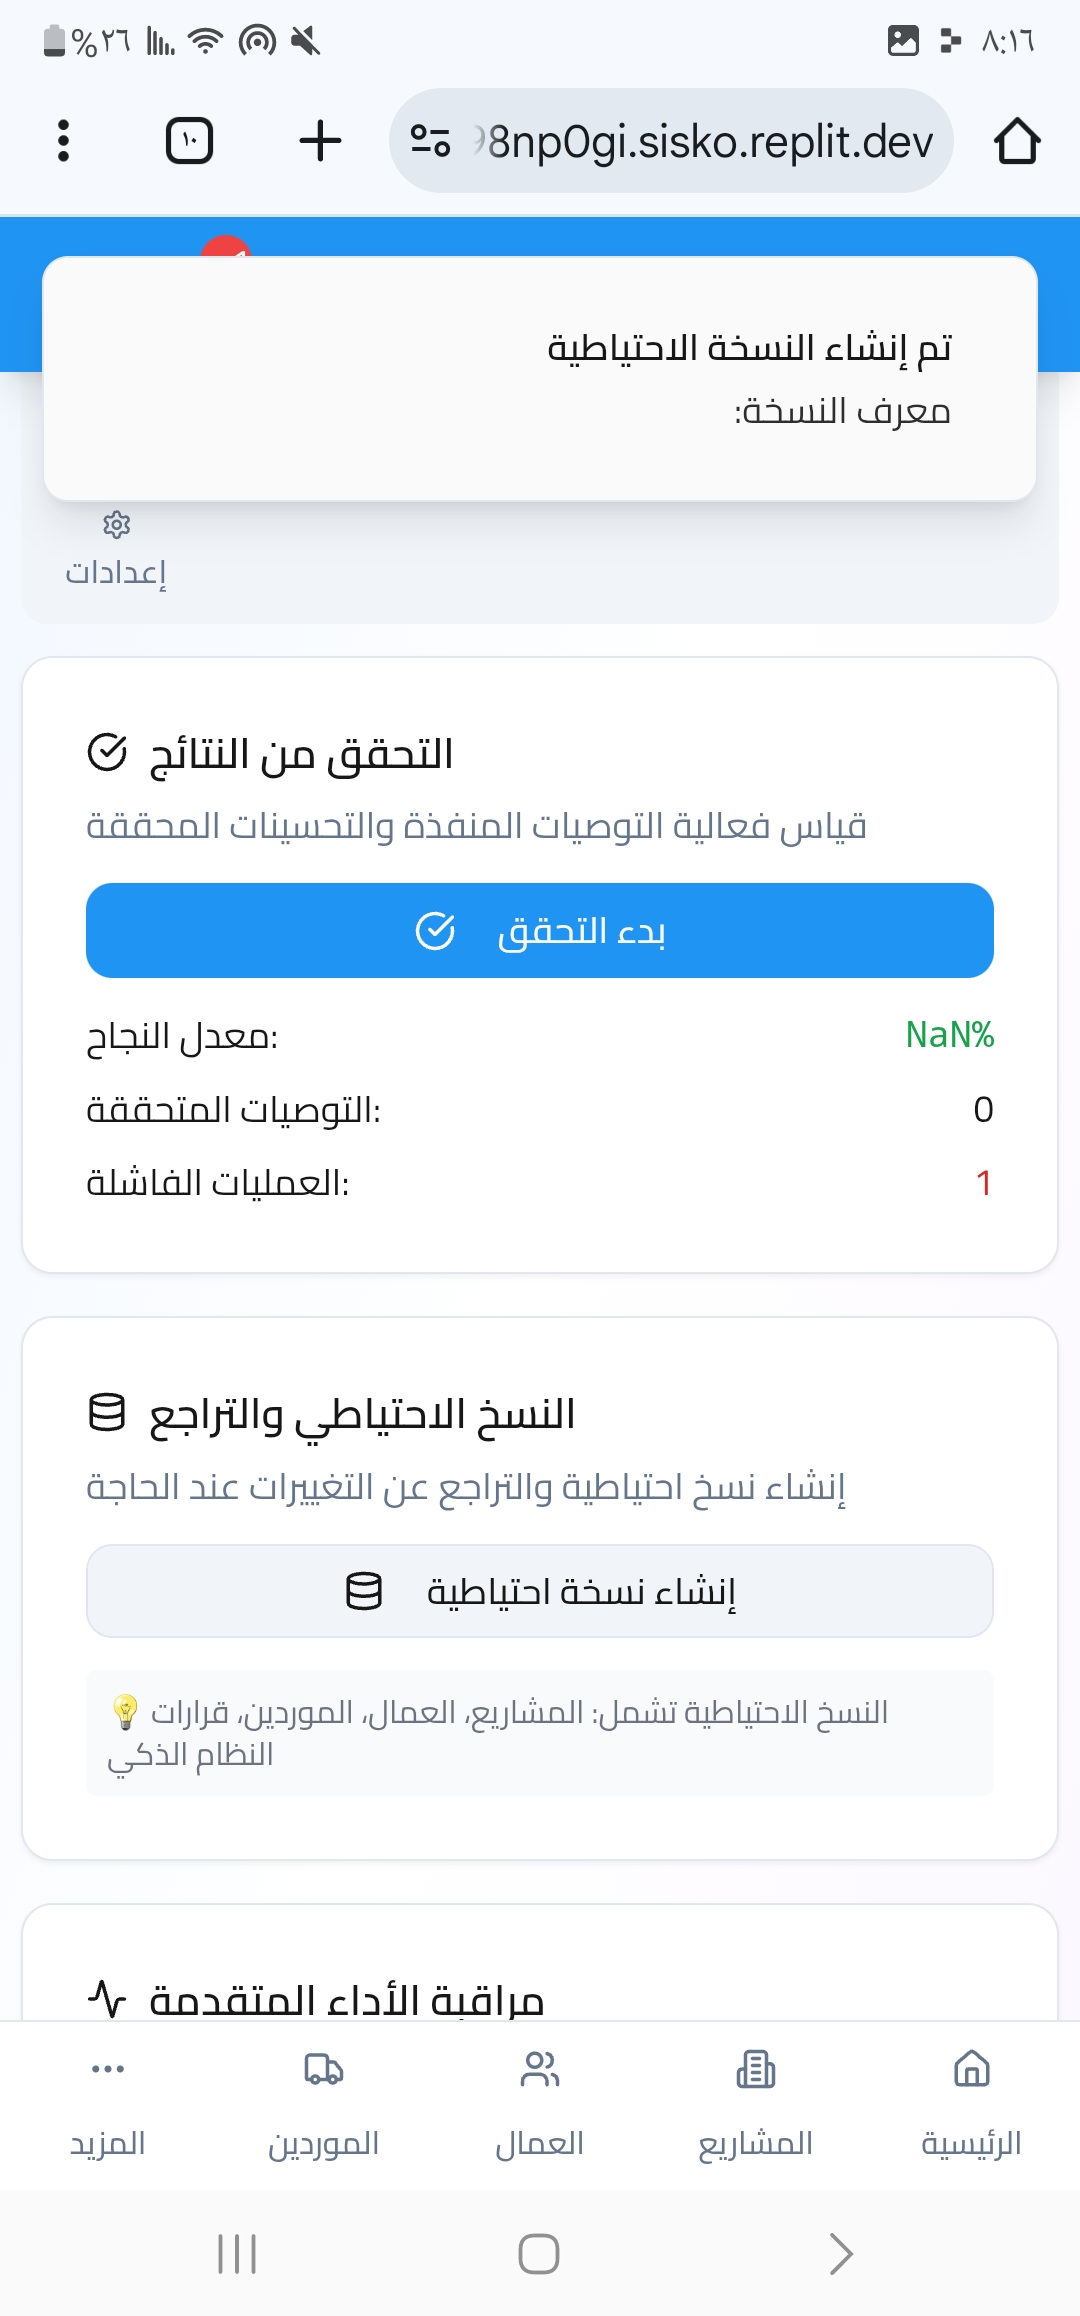 %٢٦
٨:١٦
١٠
8np0gi.sisko.replit.dev
تم إنشاء النسخة الاحتياطية
معرف النسخة:
إعدادات
التحقق من النتائج
قياس فعالية التوصيات المنفذة والتحسينات المحققة
بدء التحقق
معدل النجاح:
NaN%
التوصيات المتحققة:
0
العمليات الفاشلة:
1
النسخ الاحتياطي والتراجع
إنشاء نسخ احتياطية والتراجع عن التغييرات عند الحاجة
إنشاء نسخة احتياطية
💡 النسخ الاحتياطية تشمل: المشاريع، العمال، الموردين، قرارات
النظام الذكي
مراقبة الأداء المتقدمة
الرئيسية
المشاريع
العمال
الموردين
المزيد